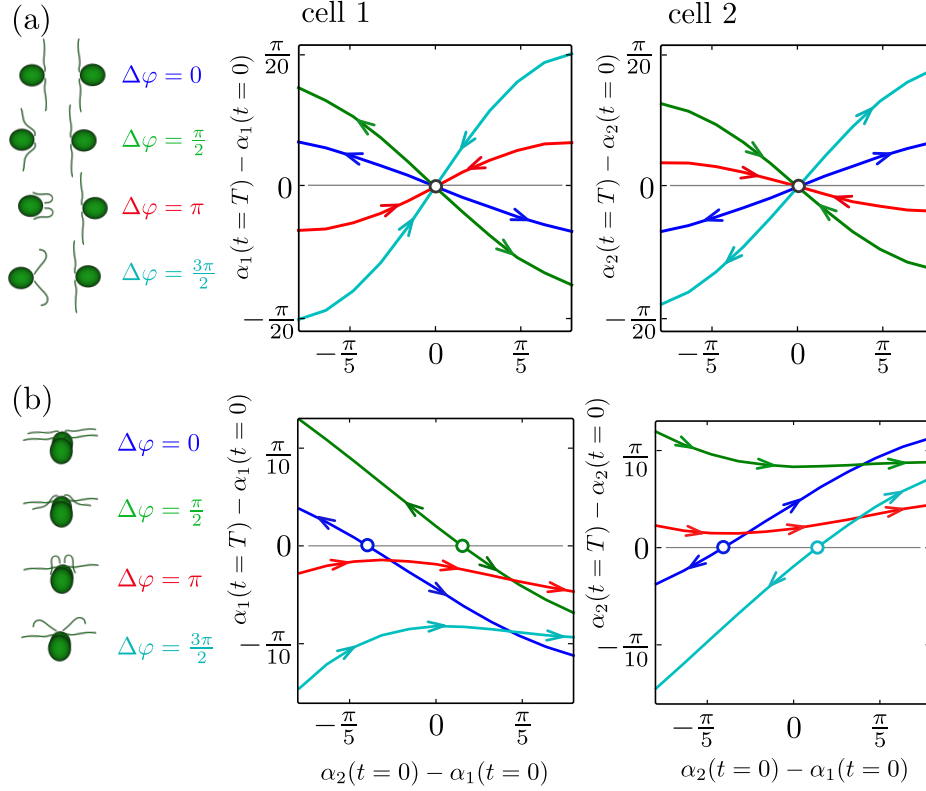 (a)
cell 1
cell 2
Δφ = 0
Δφ = π/2
Δφ = π
Δφ = 3π/2
α₁(t = T) − α₁(t = 0)
π/20
0
−π/20
−π/5
0
π/5
α₂(t = T) − α₂(t = 0)
π/20
0
−π/20
−π/5
0
π/5
(b)
Δφ = 0
Δφ = π/2
Δφ = π
Δφ = 3π/2
α₁(t = T) − α₁(t = 0)
π/10
0
−π/10
−π/5
0
π/5
α₂(t = 0) − α₁(t = 0)
α₂(t = T) − α₂(t = 0)
π/10
0
−π/10
−π/5
0
π/5
α₂(t = 0) − α₁(t = 0)